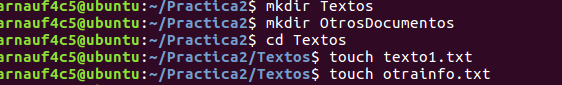 arnauf4c5@ubuntu:~/Practica2$ mkdir Textos
arnauf4c5@ubuntu:~/Practica2$ mkdir OtrosDocumentos
arnauf4c5@ubuntu:~/Practica2$ cd Textos
arnauf4c5@ubuntu:~/Practica2/Textos$ touch texto1.txt
arnauf4c5@ubuntu:~/Practica2/Textos$ touch otrainfo.txt